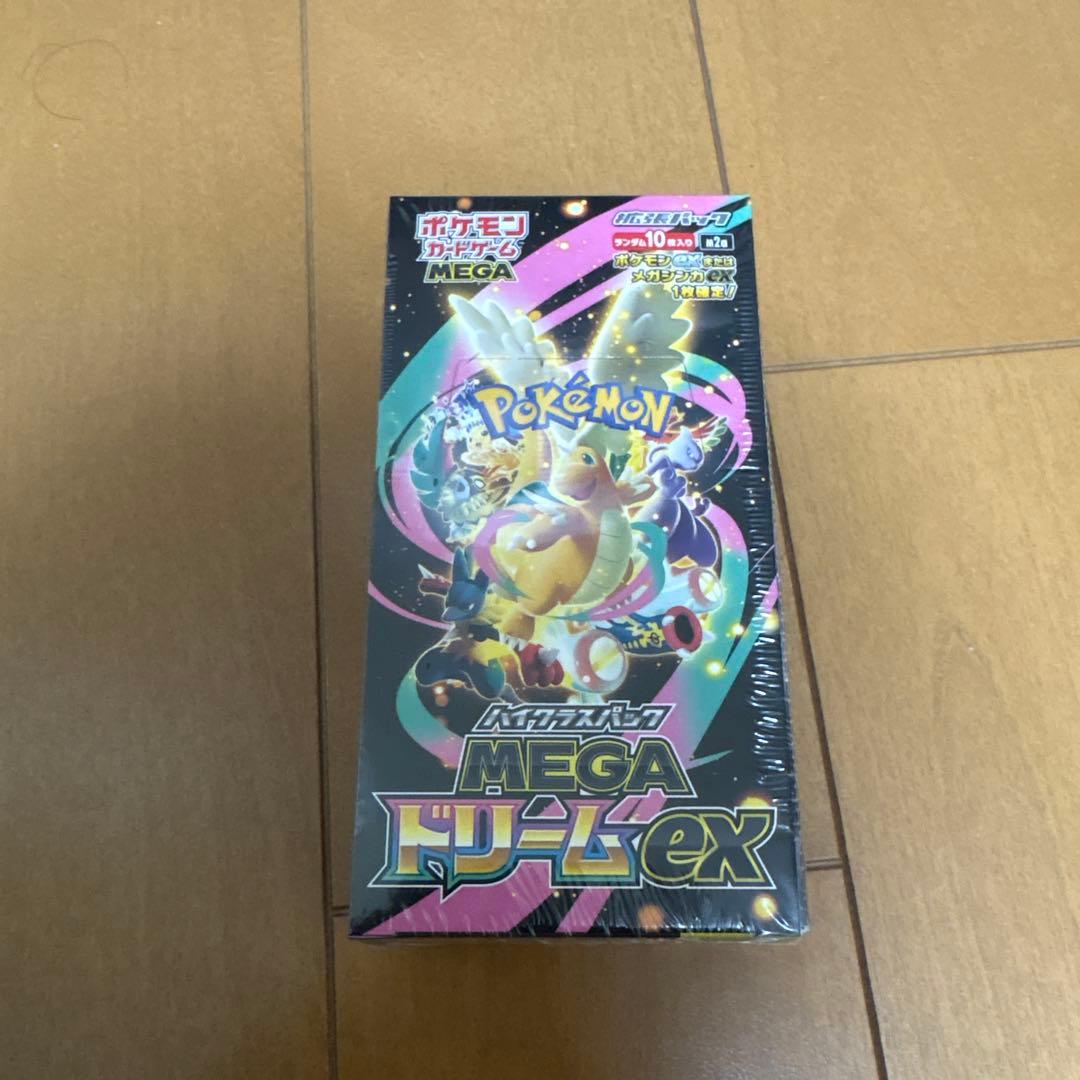 ポケモン
カードゲーム
MEGA
拡張パック
ランダム10枚入り
ポケモンexまたは
メガシンカex
1枚確定!
POKéMON
ハイクラスパック
MEGA
ドリームex